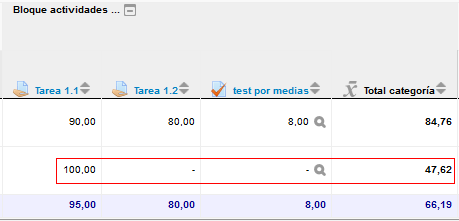 Bloque actividades ...
Tarea 1.1 Tarea 1.2 test por medias x̄ Total categoría
90,00 80,00 8,00 84,76
100,00 - - 47,62
95,00 80,00 8,00 66,19